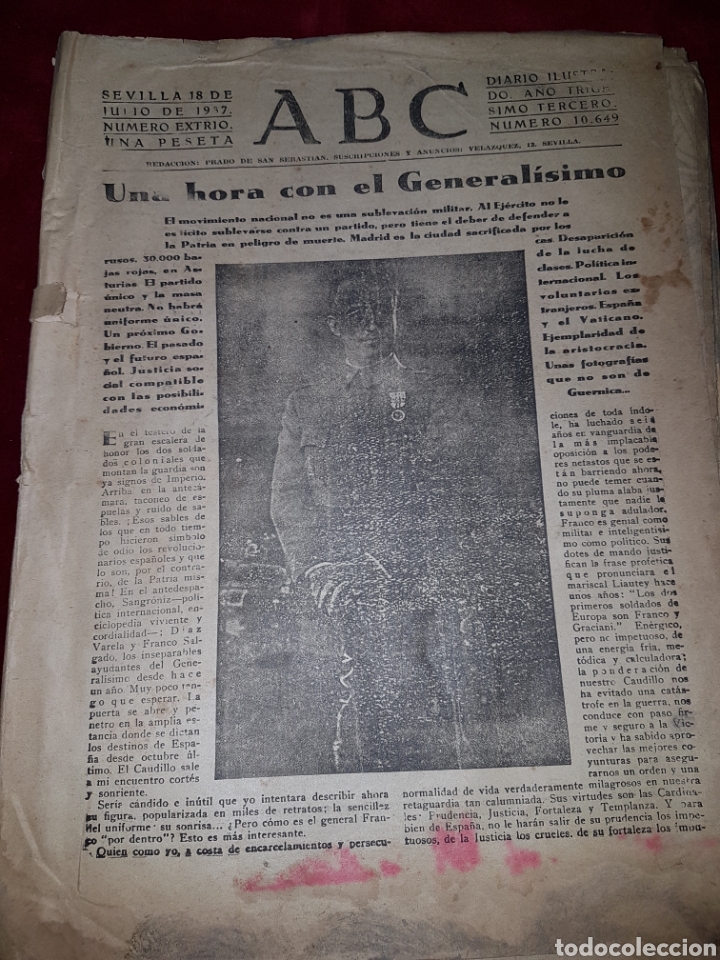 SEVILLA 18 DE
JULIO DE 1937.
NUMERO EXTRIO.
UNA PESETA
ABC
DIARIO ILUSTRA-
DO. AÑO TRIGE-
SIMO TERCERO.
NUMERO 10.649
REDACCION: PRADO DE SAN SEBASTIAN. SUSCRIPCIONES Y ANUNCIOS: VELAZQUEZ, 12. SEVILLA.
Una hora con el Generalísimo
El movimiento nacional no es una sublevación militar. Al Ejército no le
es lícito sublevarse contra un partido, pero tiene el deber de defender a
la Patria en peligro de muerte. Madrid es la ciudad sacrificada por los
rusos. 30.000 ba-
jas rojas, en As-
turias El partido
único y la masa
neutra. No habrá
uniforme único.
Un próximo Go-
bierno. El pasado
y el futuro espa-
ñol. Justicia so-
cial compatible
con las posibili-
dades económi-
cas Desaparición
de la lucha de
clases. Política in-
ternacional. Los
voluntarios ex-
tranjeros. España
y el Vaticano.
Ejemplaridad de
la aristocracia.
Unas fotografías
que no son de
Guernica...
En el testero de la
gran escalera de
honor los dos solda-
dos coloniales que
montan la guardia son
ya signos de Imperio.
Arriba en la antecá-
mara, taconeo de es-
puelas y ruido de sa-
bles. ¡Esos sables de
los que en todo tiem-
po hicieron símbolo
de odio los revolucio-
narios españoles y que
lo son, por el contra-
rio, de la Patria mis-
ma! En el antedespa-
cho, Sangróniz—polí-
tica internacional, en-
ciclopedia viviente y
cordialidad—; Díaz
Varela y Franco Sal-
gado, los inseparables
ayudantes del Gene-
ralísimo desde hace
un año. Muy poco ten-
go que esperar. La
puerta se abre y pe-
netro en la amplia es-
tancia donde se dictan
los destinos de Espa-
ña desde octubre úl-
timo. El Caudillo sale
a mi encuentro cortés
y sonriente.
Sería cándido e inútil que yo intentara describir ahora
su figura, popularizada en miles de retratos; la sencillez
del uniforme su sonrisa... ¿Pero cómo es el general Fran-
co "por dentro"? Esto es más interesante.
Quien como yo, a costa de encarcelamientos y persecu-
ciones de toda índo-
le, ha luchado seis
años en vanguardia de
la más implacable
oposición a los pode-
res nefastos que se es-
tán barriendo ahora,
no puede temer cuan-
do su pluma alaba jus-
tamente que nadie le
suponga adulador.
Franco es genial como
militar e inteligentísi-
mo como político. Sus
dotes de mando justifi-
can la frase profética
que pronunciara el
mariscal Liautey hace
unos años: "Los dos
primeros soldados de
Europa son Franco y
Graciani." Enérgico,
pero no impetuoso, de
una energía fría, me-
tódica y calculadora;
la ponderación de
nuestro Caudillo nos
ha evitado una catás-
trofe en la guerra, nos
conduce con paso fir-
me y seguro a la Vic-
toria y ha sabido apro-
vechar las mejores co-
yunturas para asegu-
rarnos un orden y una
normalidad de vida verdaderamente milagrosos en nuestra
retaguardia tan calumniada. Sus virtudes son las Cardina-
les: Prudencia, Justicia, Fortaleza y Templanza. Y para
bien de España, no le harán salir de su prudencia los impe-
tuosos, de la Justicia los crueles, de su fortaleza los impu-
todocoleccion
todocoleccion.net